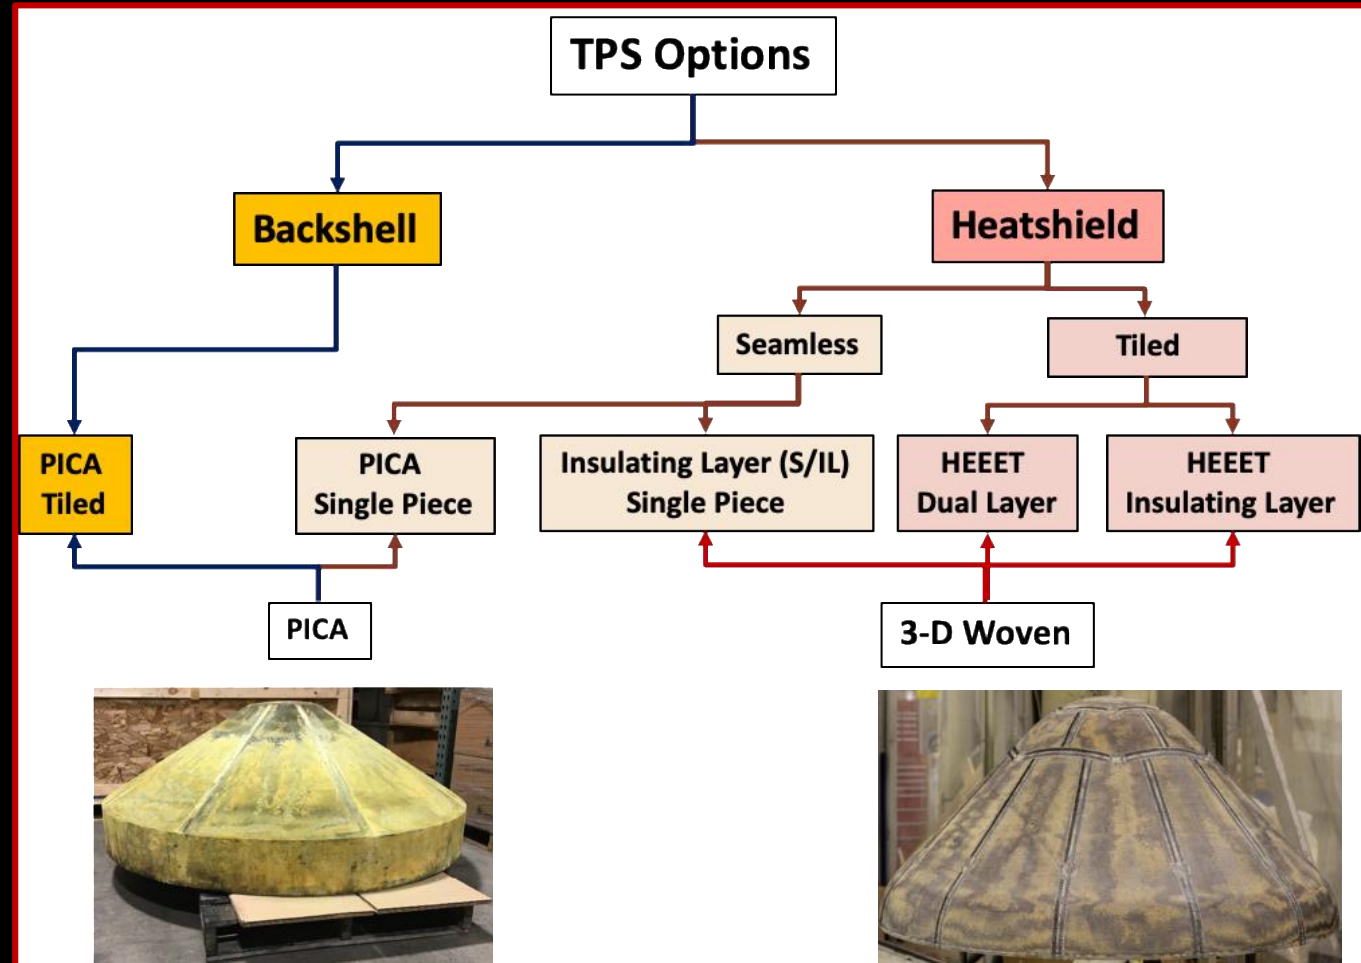 TPS Options
Backshell
Heatshield
Seamless
Tiled
PICA
Tiled
PICA
Single Piece
Insulating Layer (S/IL)
Single Piece
HEEET
Dual Layer
HEEET
Insulating Layer
PICA
3-D Woven